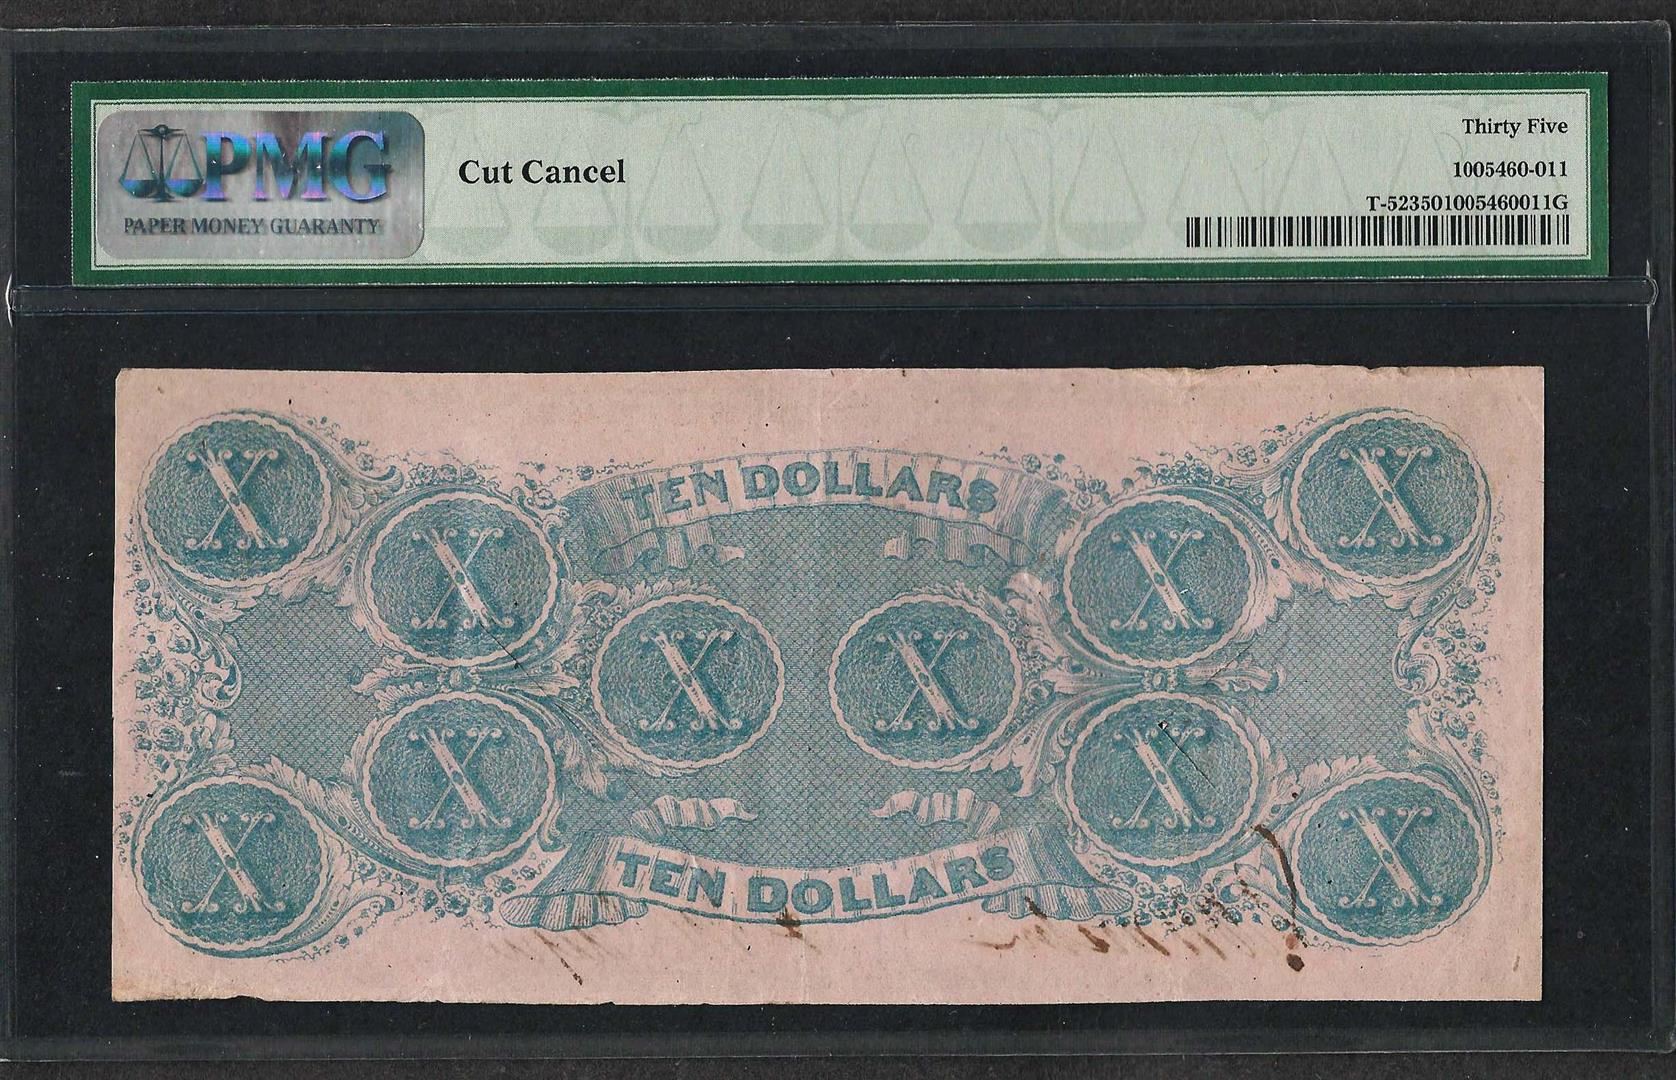 PMG
PAPER MONEY GUARANTY
Cut Cancel
Thirty Five
1005460-011
T-523501005460011G
TEN DOLLARS
X
X
X
X
X
X
X
X
X
X
TEN DOLLARS